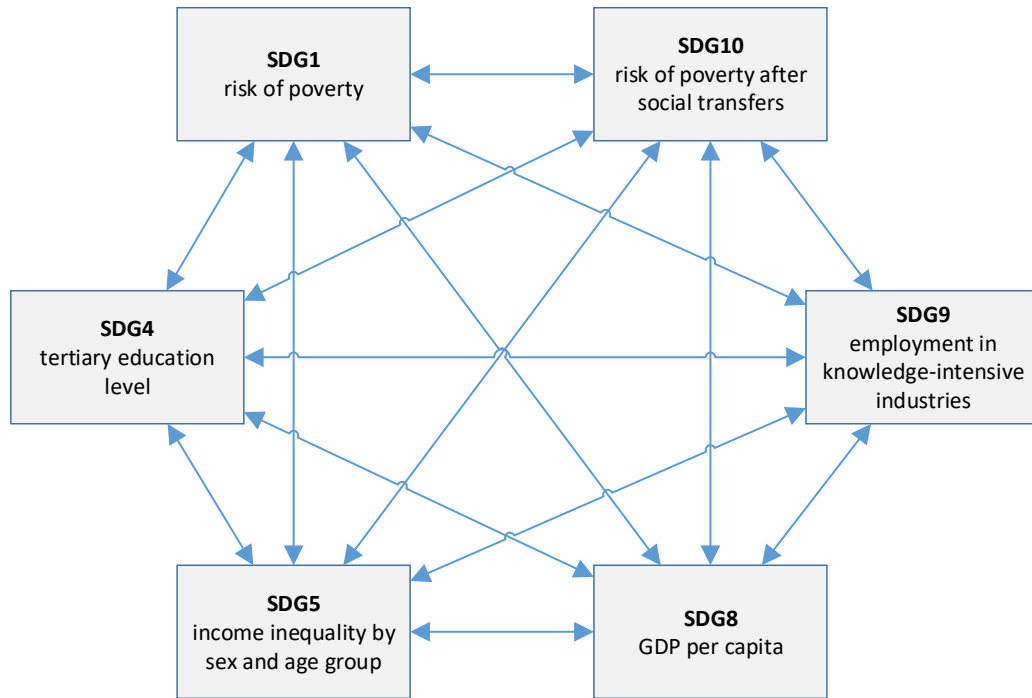 SDG1
risk of poverty
SDG10
risk of poverty after
social transfers
SDG4
tertiary education
level
SDG9
employment in
knowledge-intensive
industries
SDG5
income inequality by
sex and age group
SDG8
GDP per capita